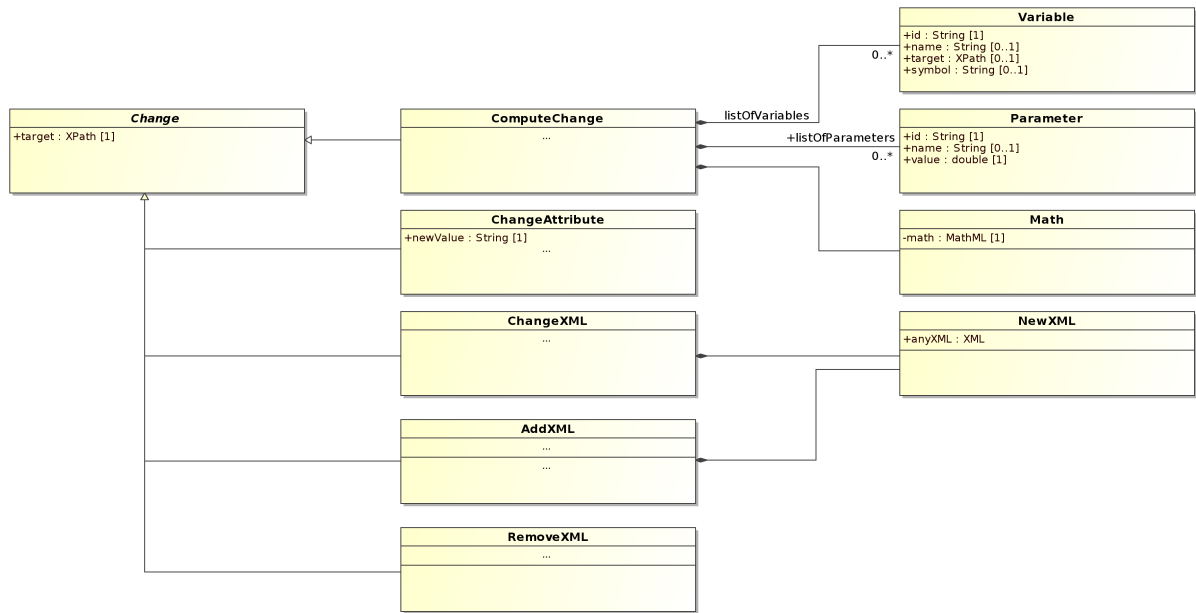 Change
+target : XPath [1]
ComputeChange
...
listOfVariables
0..*
+listOfParameters
0..*
Variable
+id : String [1]
+name : String [0..1]
+target : XPath [0..1]
+symbol : String [0..1]
Parameter
+id : String [1]
+name : String [0..1]
+value : double [1]
ChangeAttribute
+newValue : String [1]
...
Math
-math : MathML [1]
ChangeXML
...
NewXML
+anyXML : XML
AddXML
...
...
RemoveXML
...